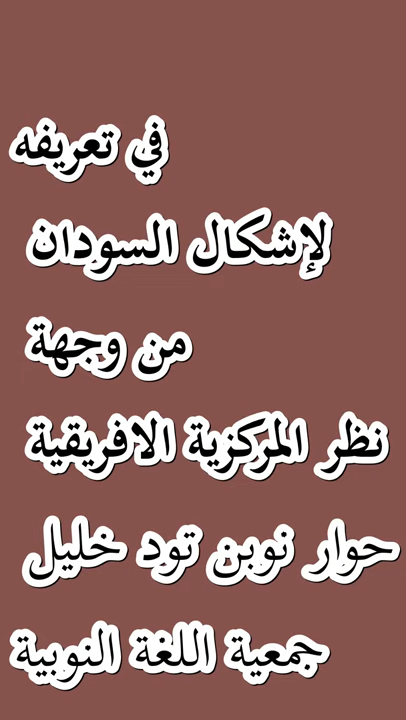 في تعريفه
لإشكال السودان
من وجهة
نظر المركزية الافريقية
حوار نوبن تود خليل
جمعية اللغة النوبية